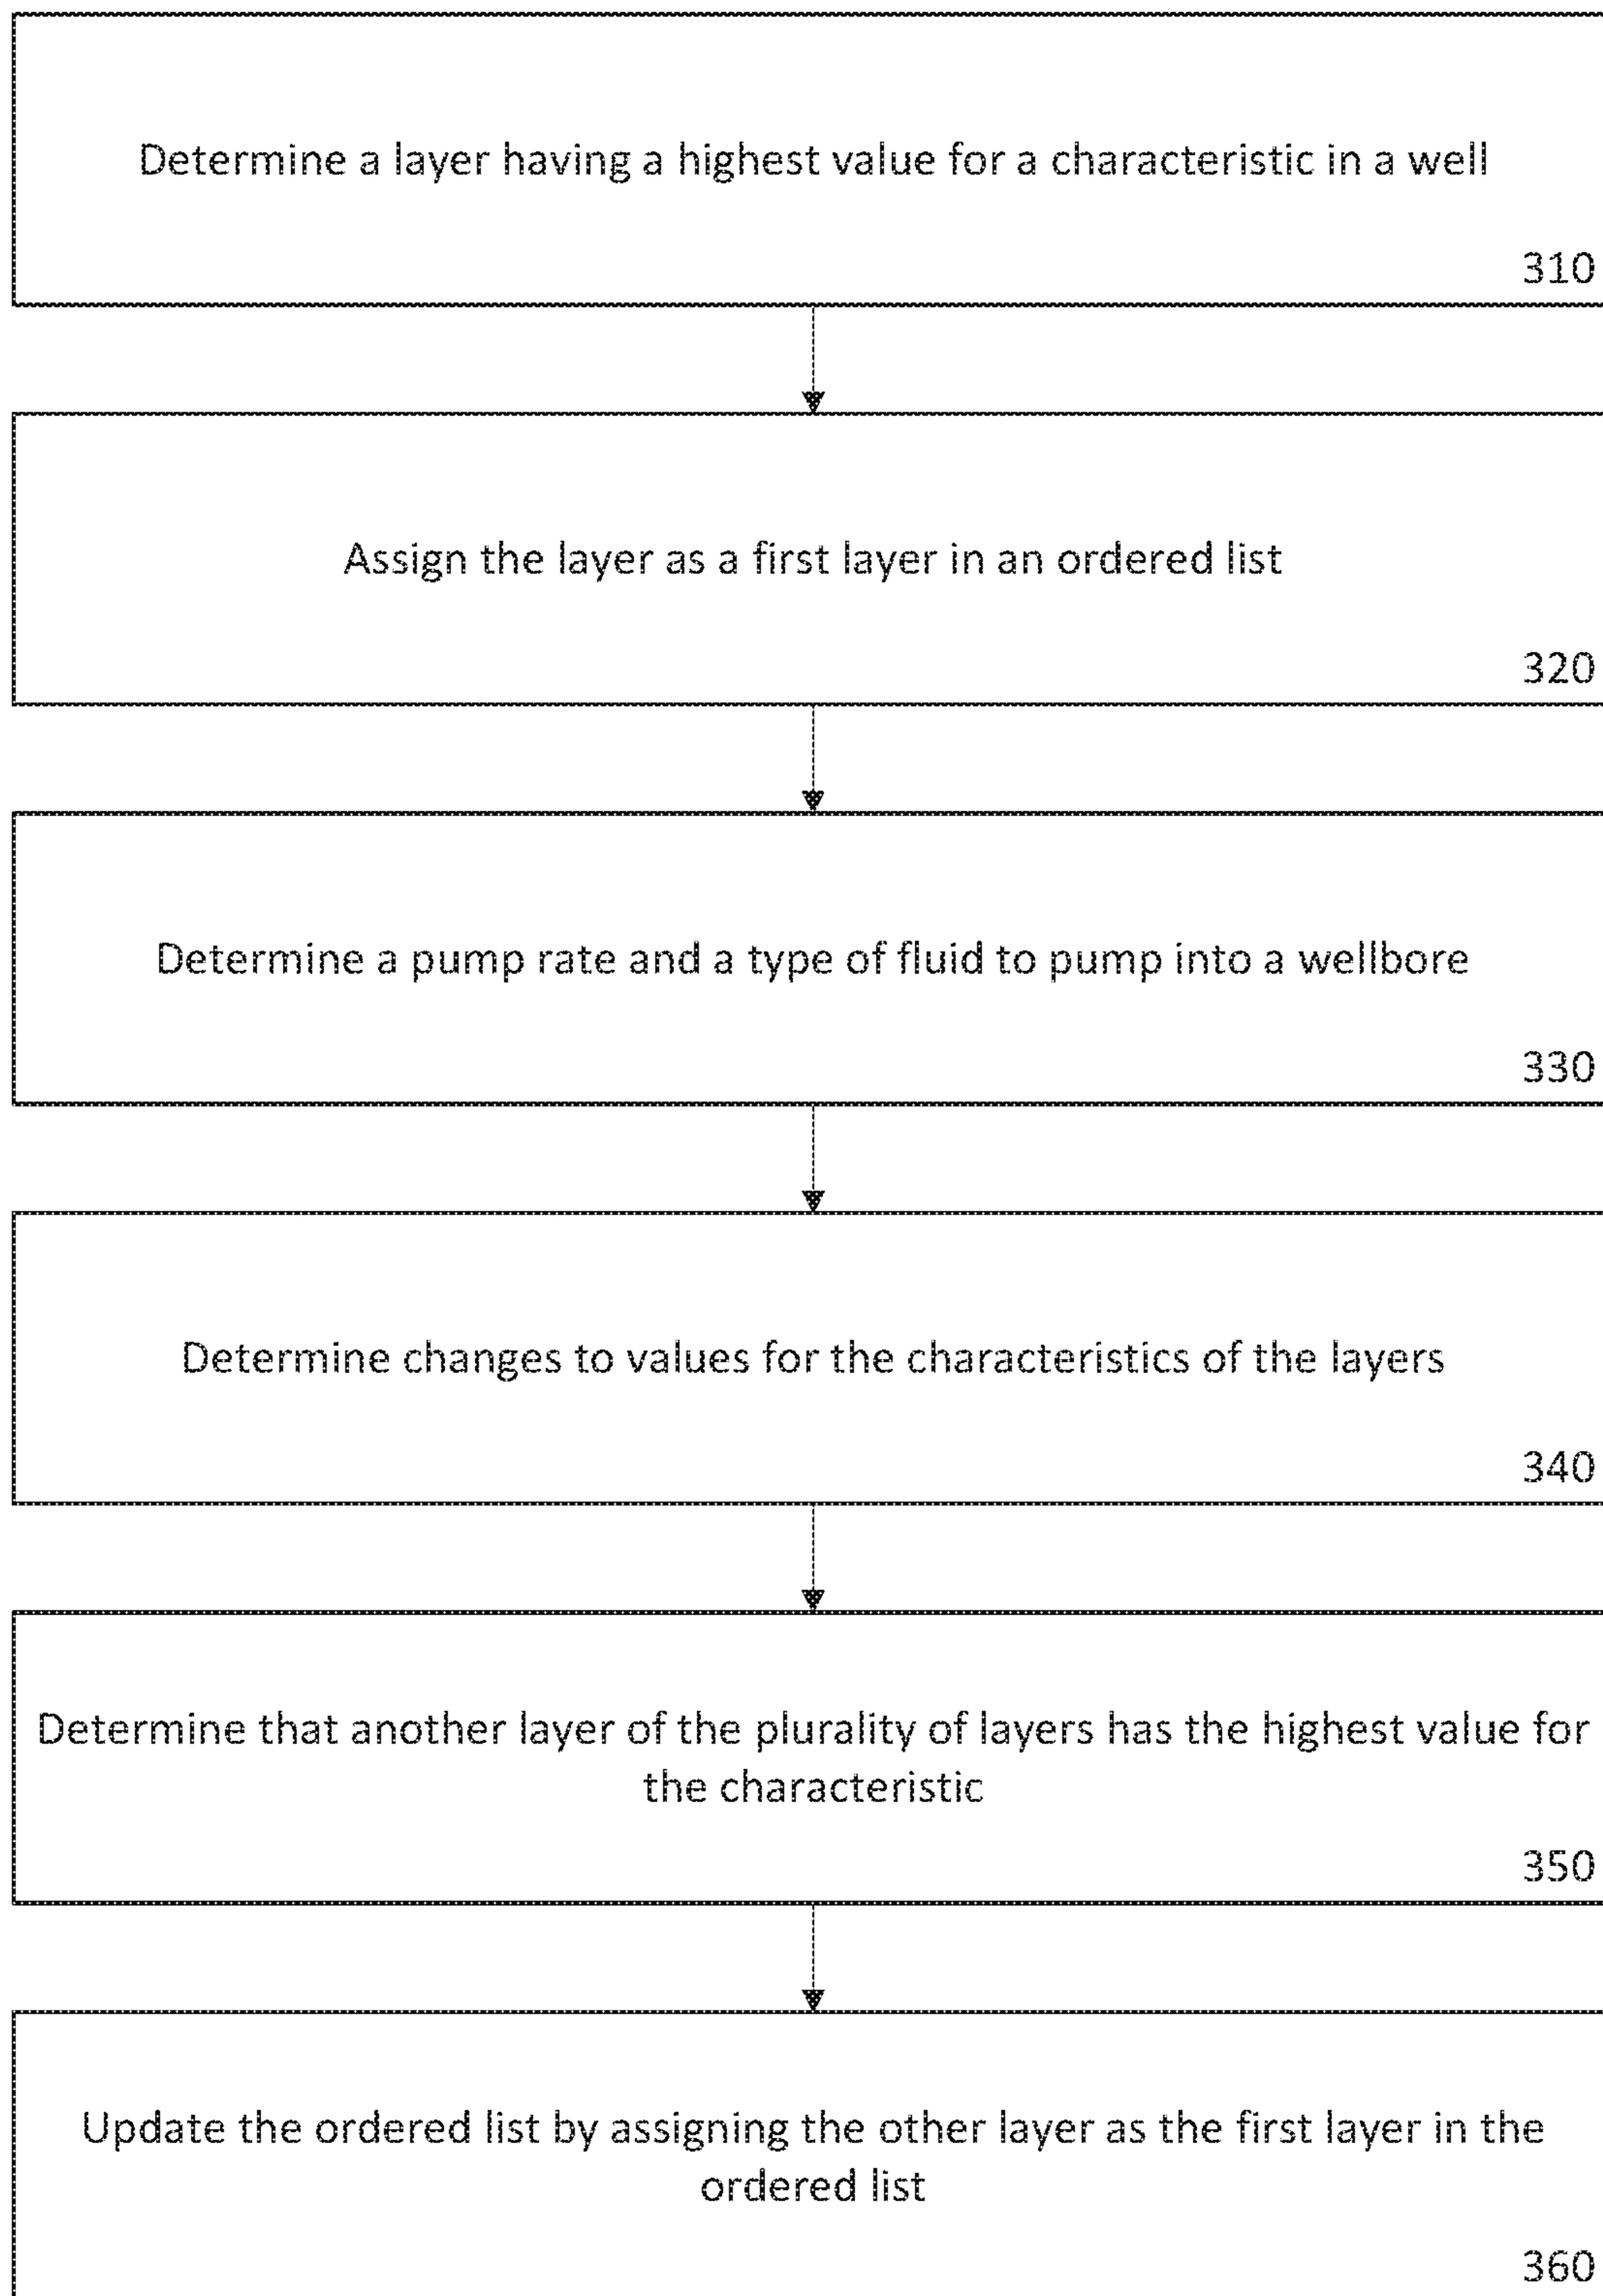 Determine a layer having a highest value for a characteristic in a well
310
Assign the layer as a first layer in an ordered list
320
Determine a pump rate and a type of fluid to pump into a wellbore
330
Determine changes to values for the characteristics of the layers
340
Determine that another layer of the plurality of layers has the highest value for
the characteristic
350
Update the ordered list by assigning the other layer as the first layer in the
ordered list
360